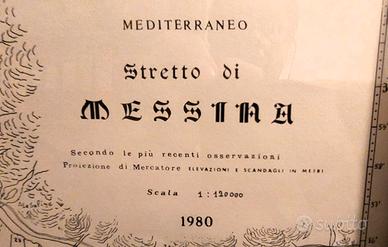 MEDITERRANEO
Stretto di
MESSINA
Secondo le più recenti osservazioni
Proiezione di Mercatore ELEVAZIONI E SCANDAGLI IN METRI
Scala 1:120000
1980
subito